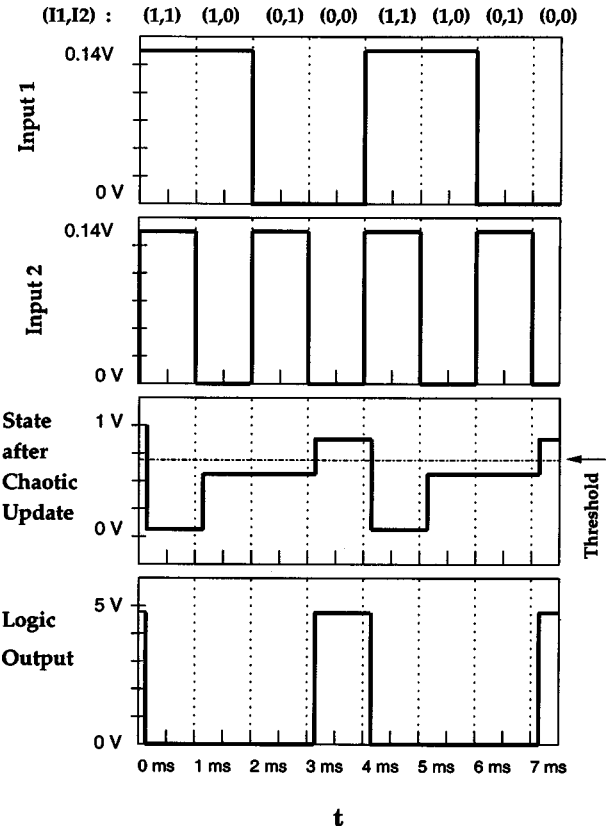 (I1,I2) : (1,1) (1,0) (0,1) (0,0) (1,1) (1,0) (0,1) (0,0)
0.14V
Input 1
0 V
0.14V
Input 2
0 V
State
after
Chaotic
Update
1 V
0 V
Threshold
Logic
Output
5 V
0 V
0 ms 1 ms 2 ms 3 ms 4 ms 5 ms 6 ms 7 ms
t